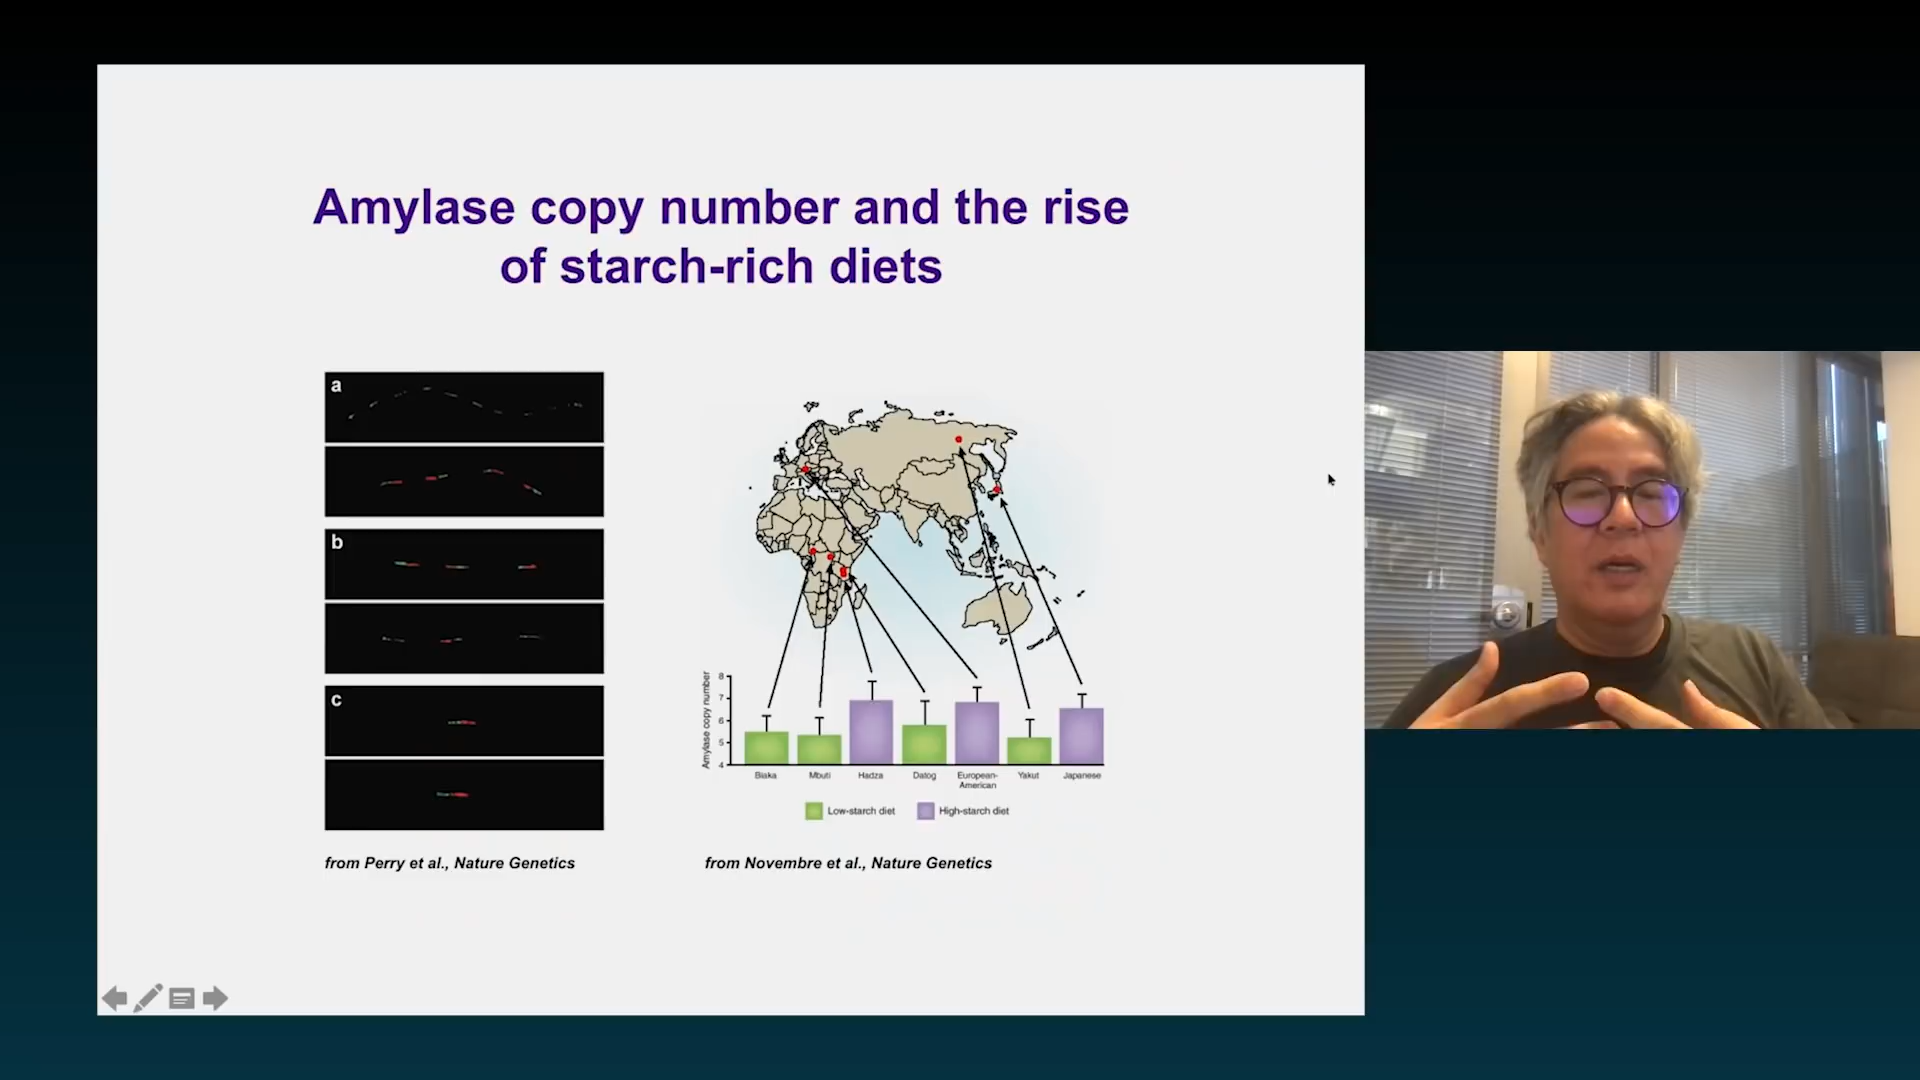 Amylase copy number and the rise
of starch-rich diets
a
b
c
from Perry et al., Nature Genetics
Amylase copy number
8
7
6
5
4
Biaka
Mbuti
Hadza
Datog
European-
American
Yakut
Japanese
Low-starch diet
High-starch diet
from Novembre et al., Nature Genetics